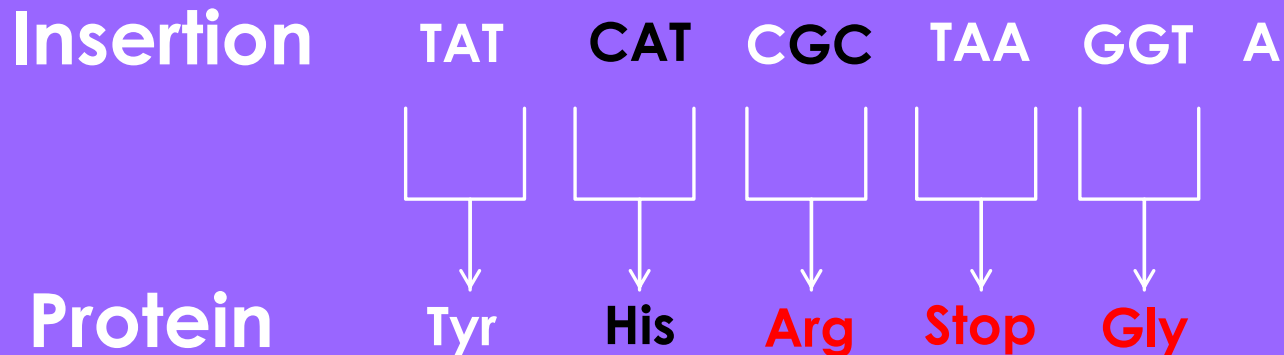 Insertion TAT CAT CGC TAA GGT A
Protein Tyr His Arg Stop Gly